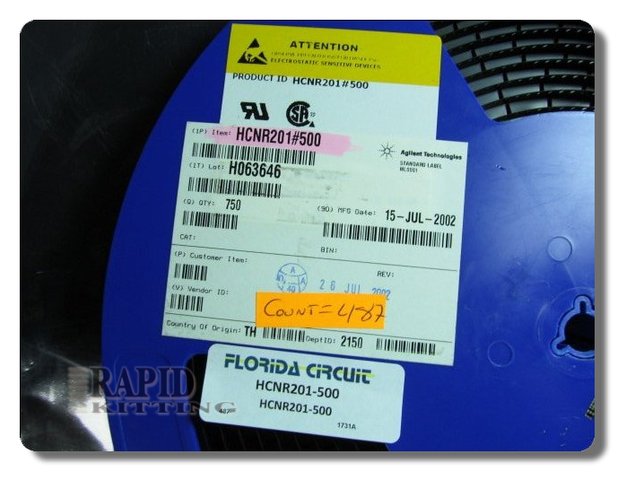 ATTENTION
ELECTROSTATIC SENSITIVE DEVICES
PRODUCT ID HCNR201#500
(1P) Item: HCNR201#500
Agilent Technologies
STANDARD LABEL
(1T) Lot: H063646
(Q) QTY: 750
(9D) MFG Date: 15-JUL-2002
CAT:
BIN:
(P) Customer Item:
REV:
26 JUL 2002
(V) Vendor ID:
COUNT=487
Country Of Origin: TH
DeptID: 2150
FLORIDA CIRCUIT
HCNR201-500
HCNR201-500
487
1731A
RAPID
KITTING